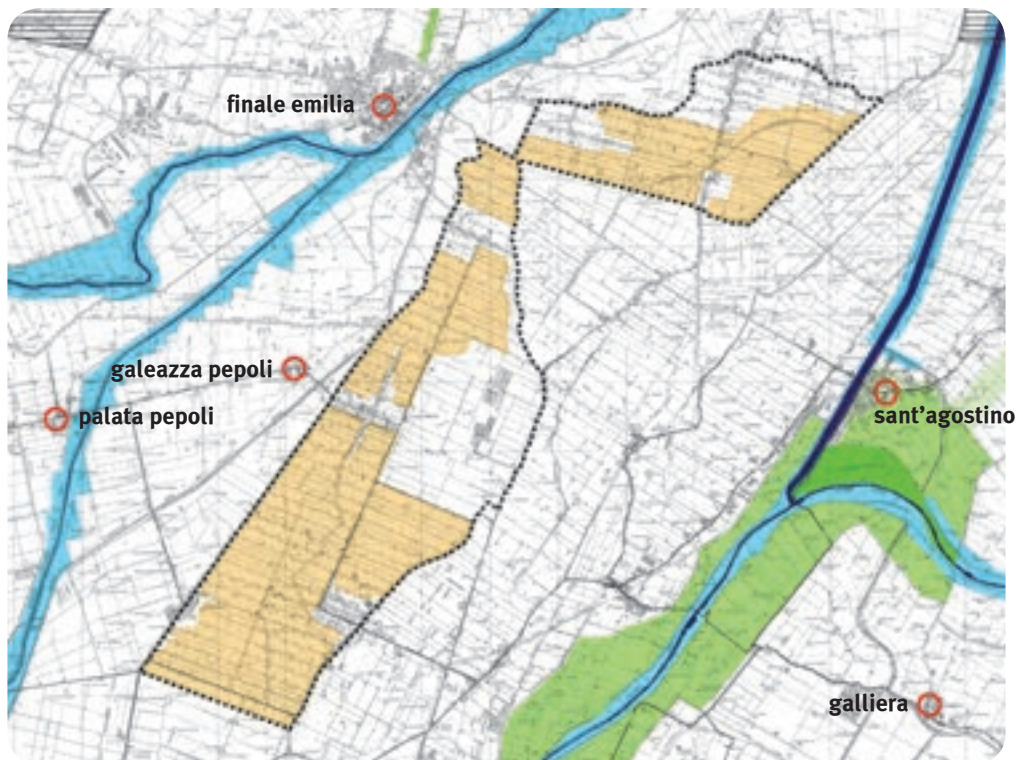 finale emilia
galeazza pepoli
palata pepoli
sant’agostino
galliera